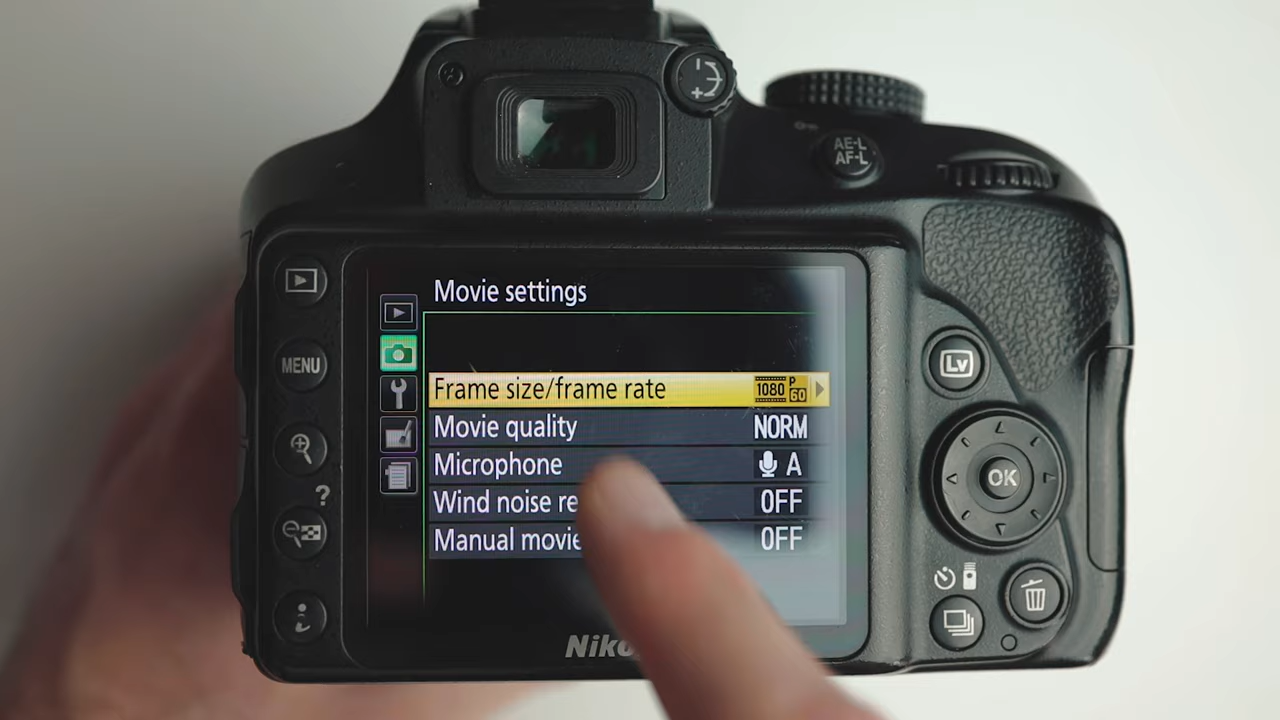 AE-L
AF-L
Movie settings
Frame size/frame rate 1080 P 60
MENU
Movie quality NORM
Microphone A
Wind noise re OFF
Manual movie OFF
Lv
OK
?
i
Nikon